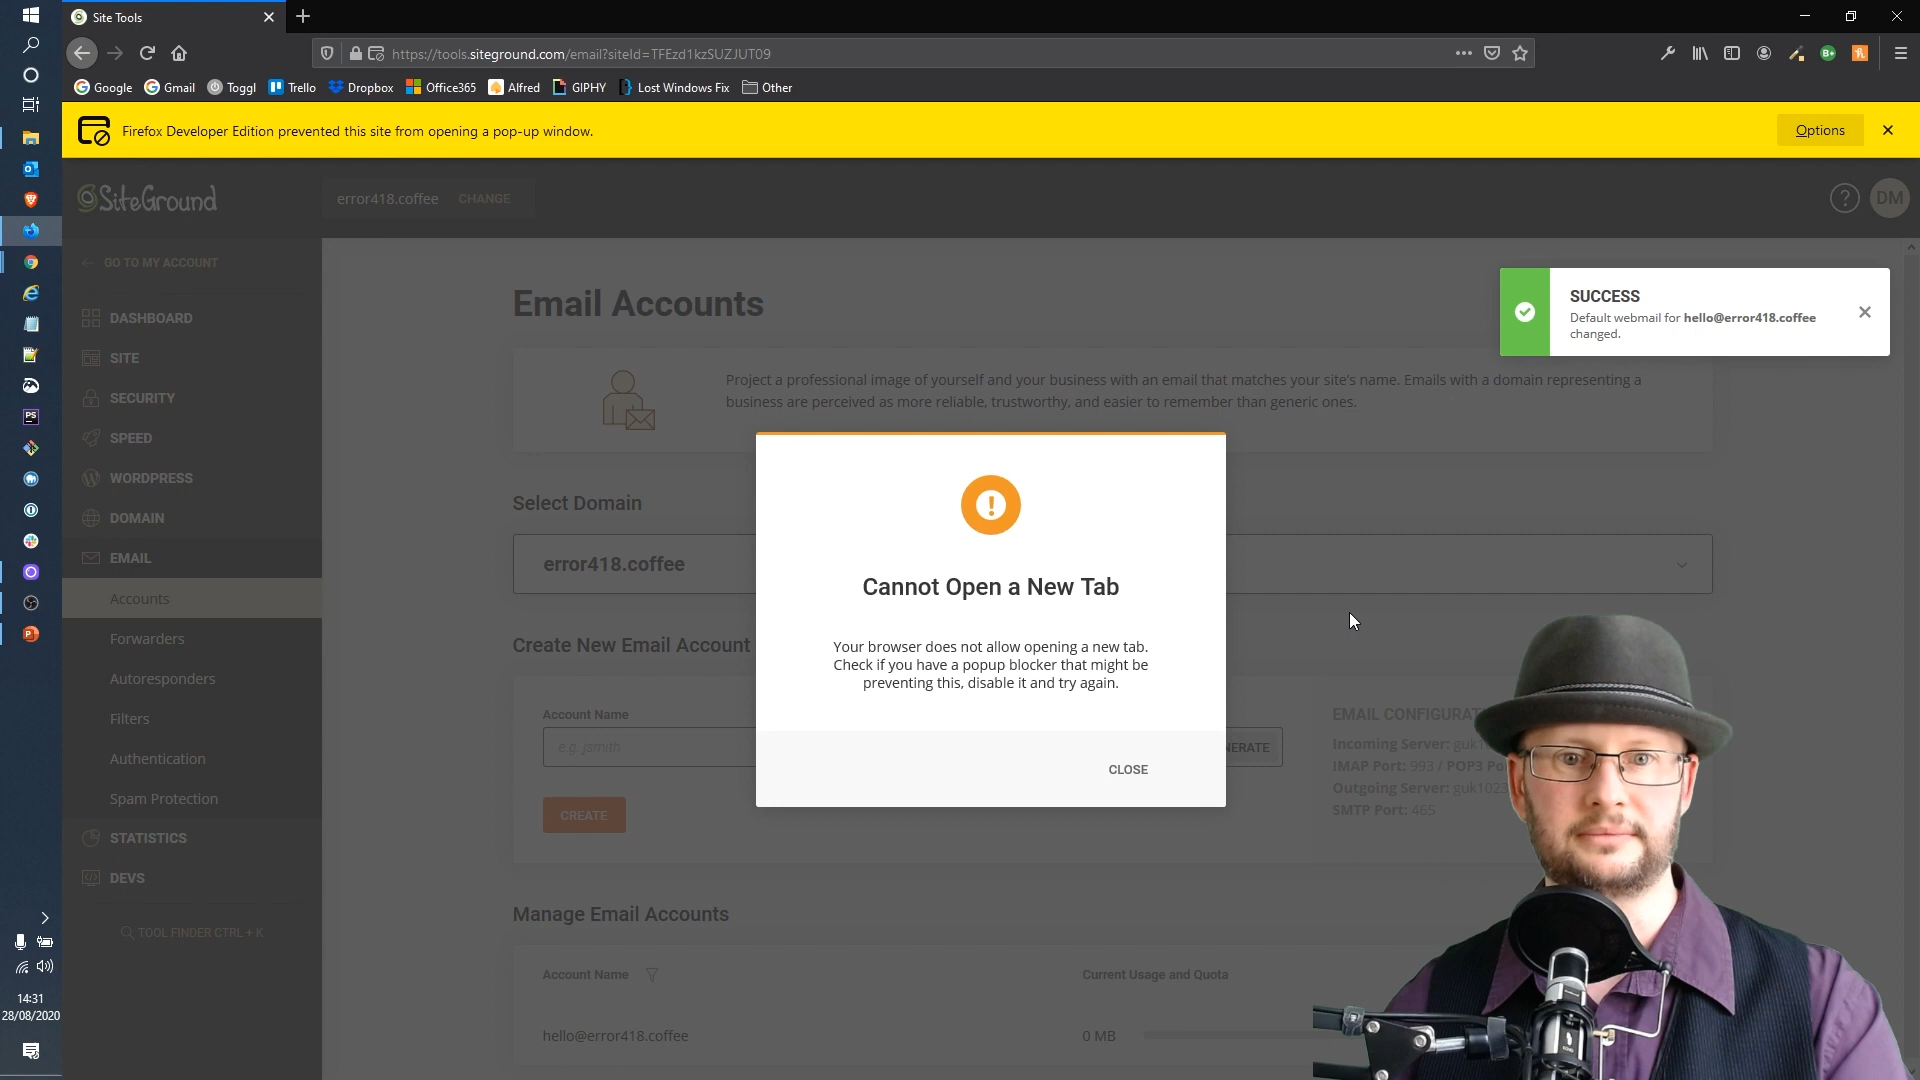 Site Tools
https://tools.siteground.com/email?siteId=TFEzd1kzSUZJUT09
Google Gmail Toggl Trello Dropbox Office365 Alfred GIPHY Lost Windows Fix Other
Firefox Developer Edition prevented this site from opening a pop-up window.
Options
SiteGround
error418.coffee CHANGE
? DM
GO TO MY ACCOUNT
DASHBOARD
SITE
SECURITY
SPEED
WORDPRESS
DOMAIN
EMAIL
Accounts
Forwarders
Autoresponders
Filters
Authentication
Spam Protection
STATISTICS
DEVS
TOOL FINDER CTRL + K
14:31
28/08/2020
Email Accounts
SUCCESS
Default webmail for hello@error418.coffee
changed.
Project a professional image of yourself and your business with an email that matches your site's name. Emails with a domain representing a
business are perceived as more reliable, trustworthy, and easier to remember than generic ones.
Select Domain
error418.coffee
Cannot Open a New Tab
Your browser does not allow opening a new tab.
Check if you have a popup blocker that might be
preventing this, disable it and try again.
CLOSE
Create New Email Account
Account Name
e.g. jsmith
CREATE
EMAIL
Incoming Server:
IMAP Port: 993 / POP3
Outgoing Server:
SMTP Port: 465
Manage Email Accounts
Account Name
Current Usage and Quota
hello@error418.coffee
0 MB